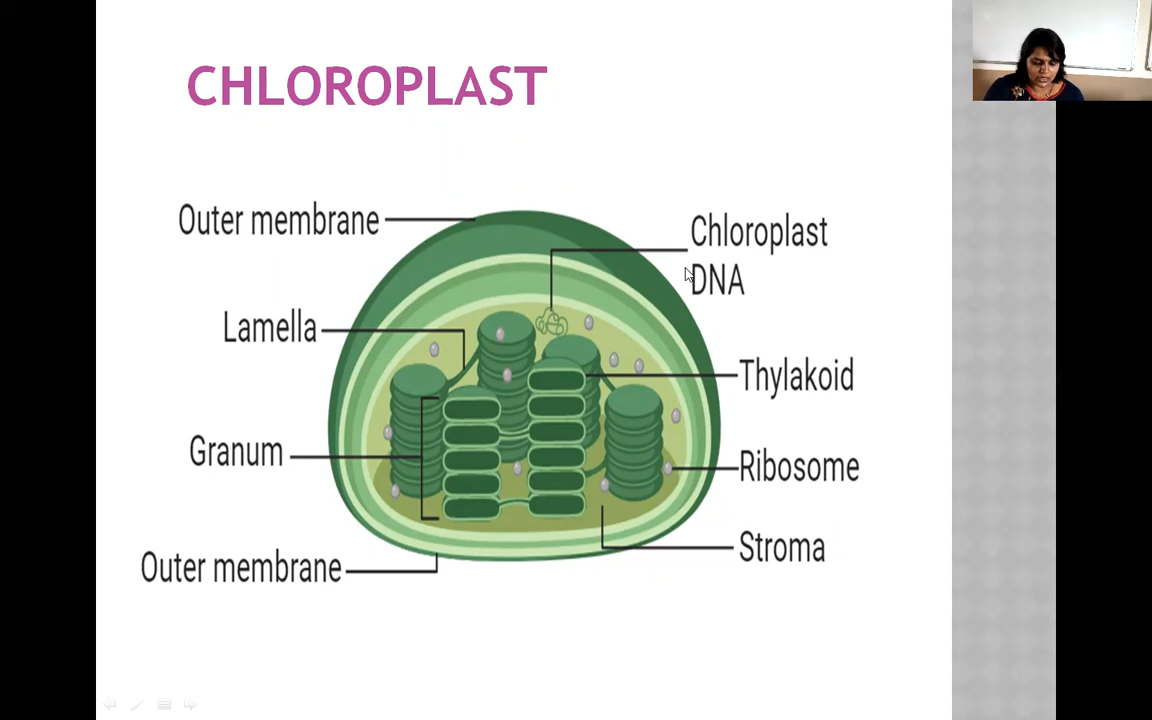 CHLOROPLAST
Outer membrane
Chloroplast
DNA
Lamella
Thylakoid
Granum
Ribosome
Stroma
Outer membrane